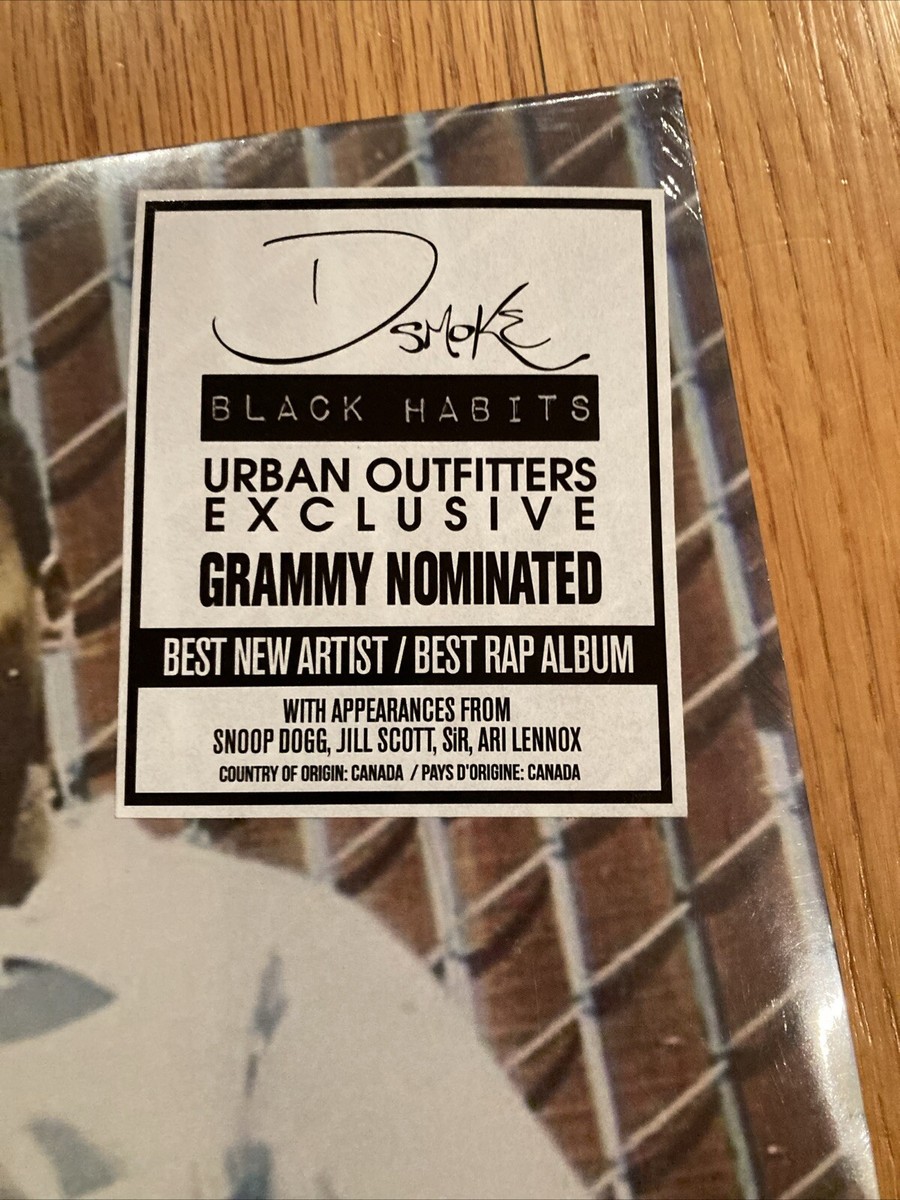 D SMOKE
BLACK HABITS
URBAN OUTFITTERS
EXCLUSIVE
GRAMMY NOMINATED
BEST NEW ARTIST / BEST RAP ALBUM
WITH APPEARANCES FROM
SNOOP DOGG, JILL SCOTT, SiR, ARI LENNOX
COUNTRY OF ORIGIN: CANADA / PAYS D'ORIGINE: CANADA